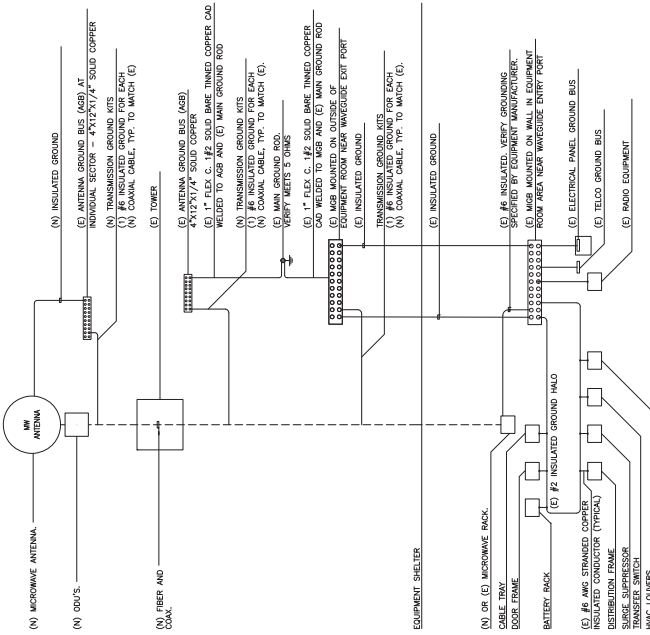 (N) INSULATED GROUND
(E) ANTENNA GROUND BUS (AGB) AT
INDIVIDUAL SECTOR - 4"X12"X1/4" SOLID COPPER
(N) TRANSMISSION GROUND KITS
(1) #6 INSULATED GROUND FOR EACH
(N) COAXIAL CABLE, TYP. TO MATCH (E)
(E) TOWER
(E) ANTENNA GROUND BUS (AGB)
4"X12"X1/4" SOLID COPPER
(E) 1" FLEX C. 1#2 SOLID BARE TINNED COPPER CAD
WELDED TO AGB AND (E) MAIN GROUND ROD
(N) TRANSMISSION GROUND KITS
(1) #6 INSULATED GROUND FOR EACH
(N) COAXIAL CABLE, TYP. TO MATCH (E).
(E) MAIN GROUND ROD.
VERIFY MEETS 5 OHMS
(E) 1" FLEX C. 1#2 SOLID BARE TINNED COPPER
CAD WELDED TO MGB AND (E) MAIN GROUND ROD
(E) MGB MOUNTED ON OUTSIDE OF
EQUIPMENT ROOM NEAR WAVEGUIDE EXIT PORT
(E) INSULATED GROUND
TRANSMISSION GROUND KITS
(1) #6 INSULATED GROUND FOR EACH
(N) COAXIAL CABLE, TYP. TO MATCH (E).
(E) INSULATED GROUND
(E) #6 INSULATED. VERIFY GROUNDING
SPECIFIED BY EQUIPMENT MANUFACTURER.
(E) MIGB MOUNTED ON WALL IN EQUIPMENT
ROOM AREA NEAR WAVEGUIDE ENTRY PORT
(E) ELECTRICAL PANEL GROUND BUS
(E) TELCO GROUND BUS
(E) RADIO EQUIPMENT
MW
ANTENNA
(E) #2 INSULATED GROUND HALO
(N) MICROWAVE ANTENNA.
(N) ODU'S.
(N) FIBER AND
COAX.
EQUIPMENT SHELTER
(N) OR (E) MICROWAVE RACK.
CABLE TRAY
DOOR FRAME
BATTERY RACK
(E) #6 AWG STRANDED COPPER
INSULATED CONDUCTOR (TYPICAL)
DISTRIBUTION FRAME
SURGE SUPPRESSOR
TRANSFER SWITCH
HVAC LOUVERS